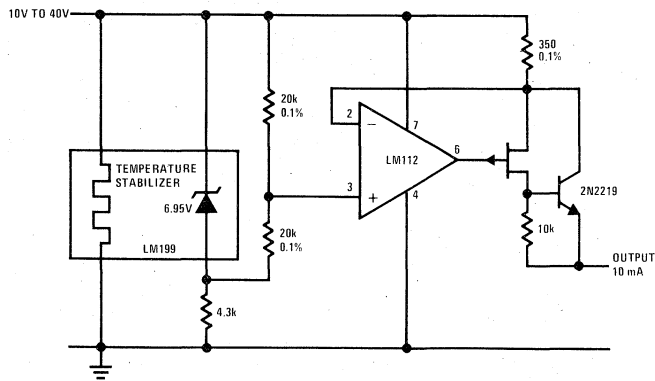 10V TO 40V
350
0.1%
20k
0.1%
2
7
6
LM112
TEMPERATURE
STABILIZER
6.95V
3
4
2N2219
20k
0.1%
10k
LM199
OUTPUT
10 mA
4.3k